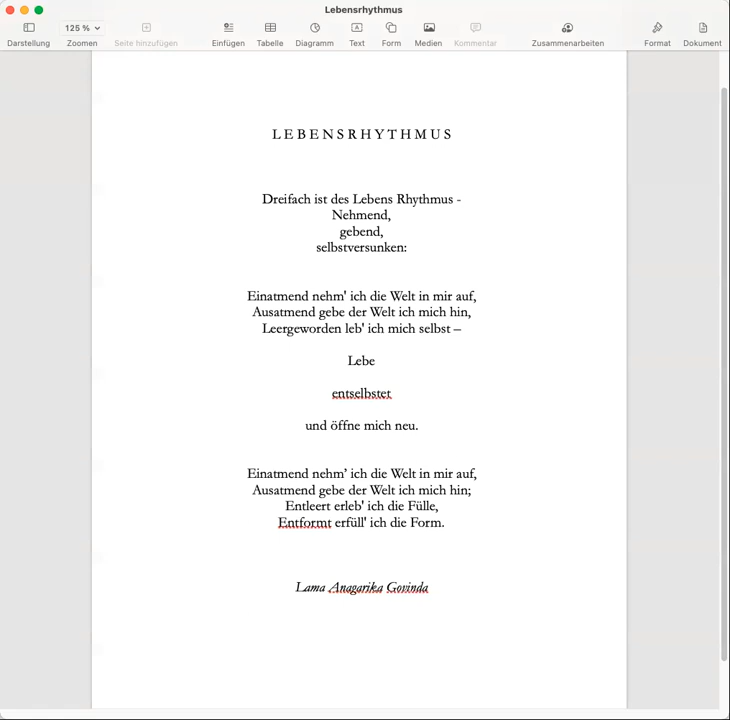 Lebensrhythmus
125 %
Darstellung Zoomen Seite hinzufügen Einfügen Tabelle Diagramm Text Form Medien Kommentar Zusammenarbeiten Format Dokument
LEBENSRHYTHMUS
Dreifach ist des Lebens Rhythmus -
Nehmend,
gebend,
selbstversunken:
Einatmend nehm' ich die Welt in mir auf,
Ausatmend gebe der Welt ich mich hin,
Leergeworden leb' ich mich selbst –
Lebe
entselbstet
und öffne mich neu.
Einatmend nehm’ ich die Welt in mir auf,
Ausatmend gebe der Welt ich mich hin;
Entleert erleb' ich die Fülle,
Entformt erfüll' ich die Form.
Lama Anagarika Govinda